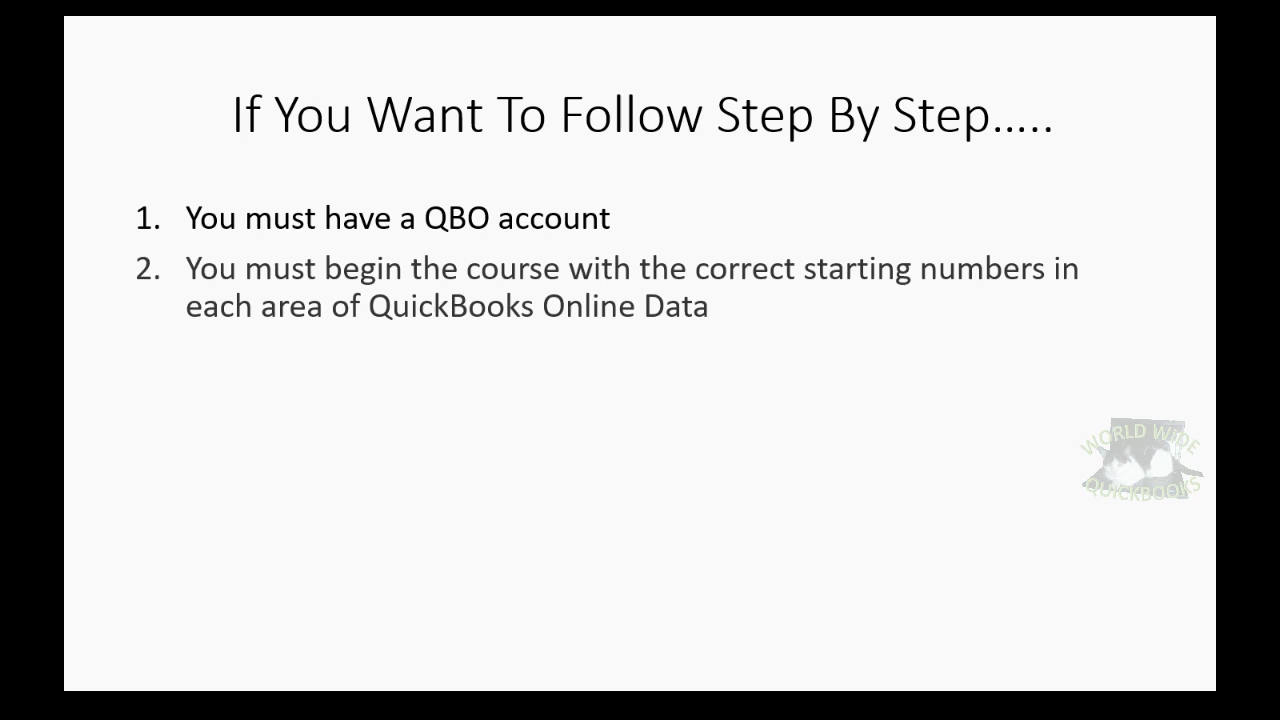 If You Want To Follow Step By Step.....
1. You must have a QBO account
2. You must begin the course with the correct starting numbers in
each area of QuickBooks Online Data
WORLD WIDE
QUICKBOOKS